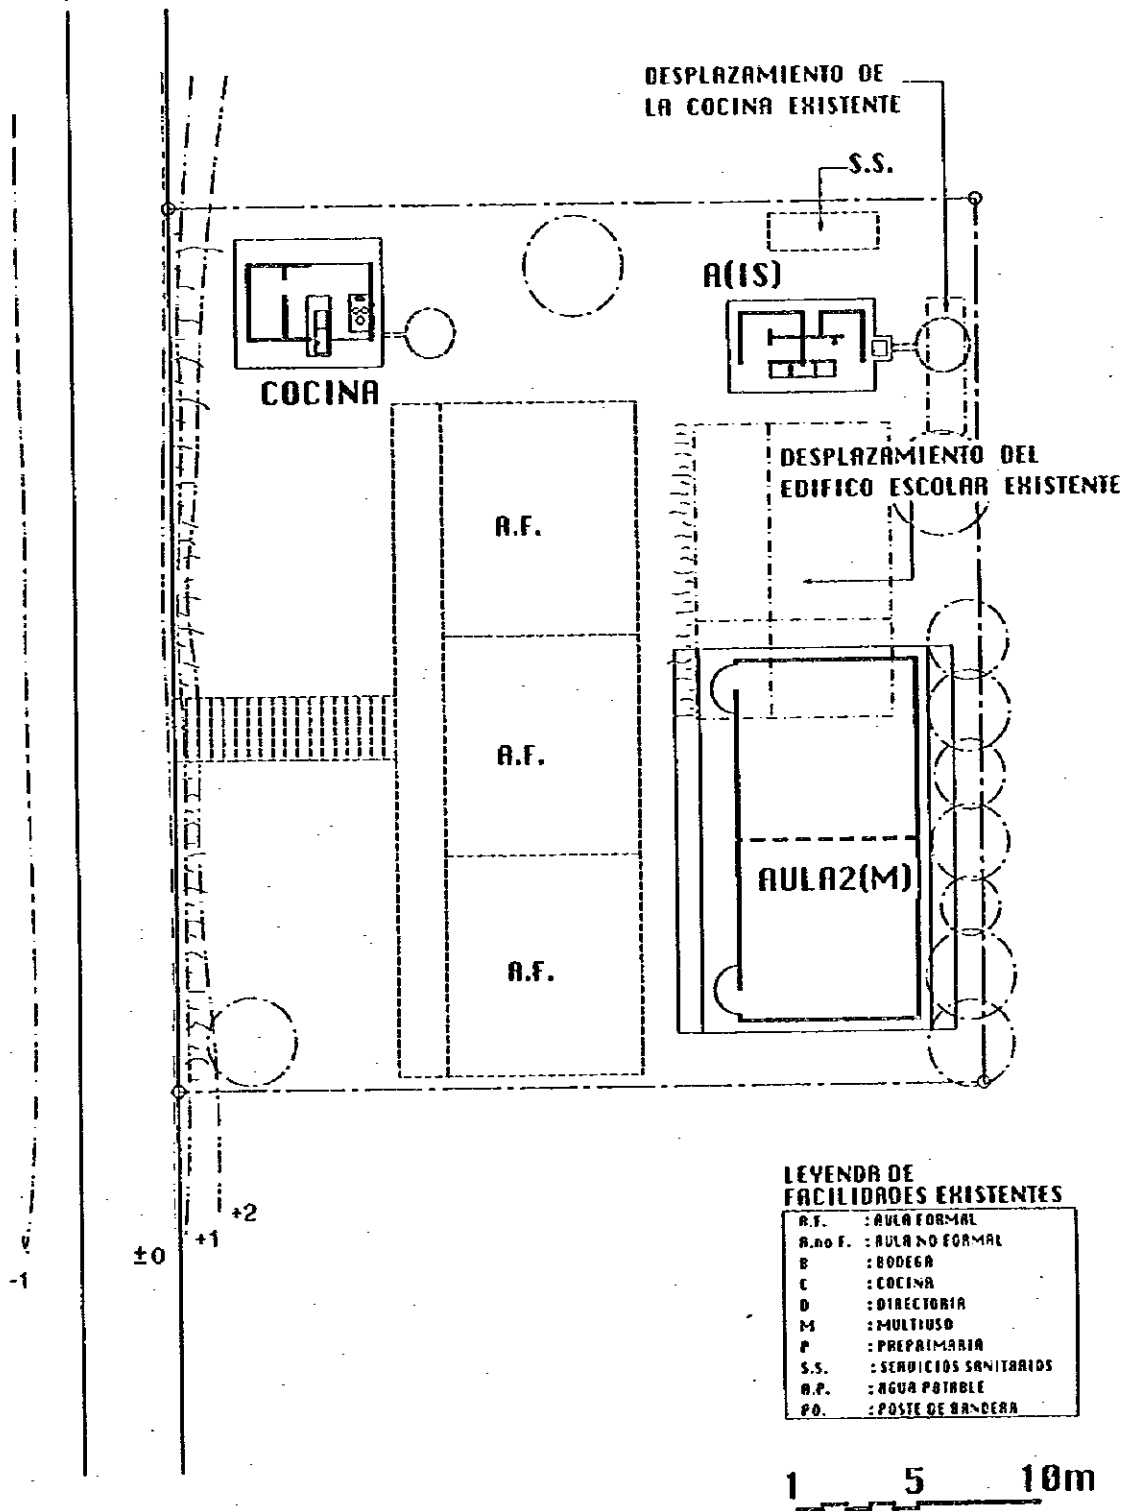 DESPLAZAMIENTO DE
LA COCINA EXISTENTE
S.S.
A(IS)
COCINA
DESPLAZAMIENTO DEL
EDIFICO ESCOLAR EXISTENTE
A.F.
A.F.
AULA2(M)
A.F.
+2
+1
±0
-1
LEYENDA DE
FACILIDADES EXISTENTES
A.F. : AULA FORMAL
A.no F. : AULA NO FORMAL
B : BODEGA
C : COCINA
D : DIRECTORIA
M : MULTIUSO
P : PREPRIMARIA
S.S. : SERVICIOS SANITARIOS
A.P. : AGUA POTABLE
PO. : POSTE DE BANDERA
1 5 10m